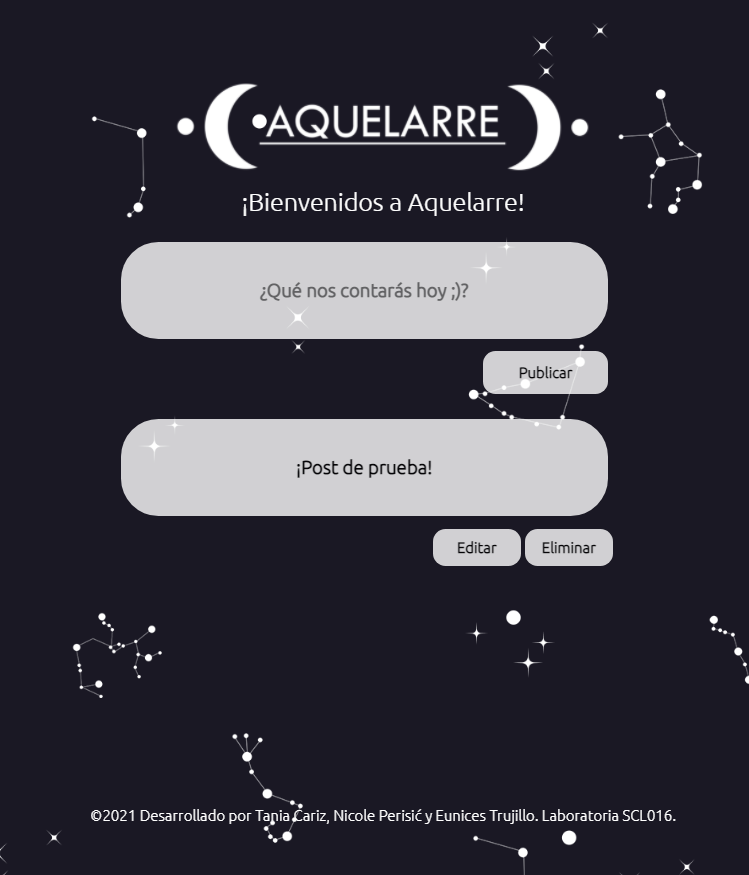 AQUELARRE
¡Bienvenidos a Aquelarre!
¿Qué nos contarás hoy ;)?
Publicar
¡Post de prueba!
Editar
Eliminar
©2021 Desarrollado por Tania Cariz, Nicole Perisić y Eunices Trujillo. Laboratoria SCL016.